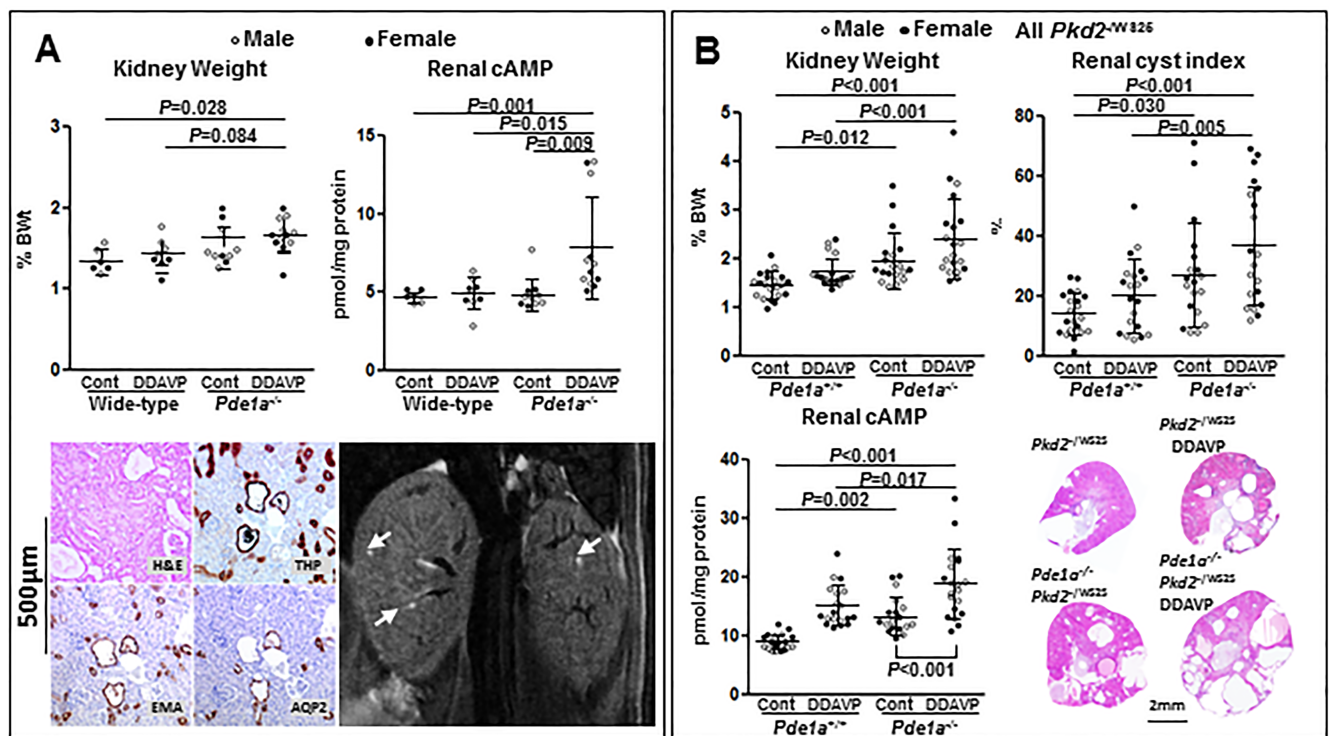 A
◇ Male ● Female
Kidney Weight
P=0.028
P=0.084
3
2
1
0
% BWt
Cont DDAVP Cont DDAVP
Wide-type Pde1a-/-
Renal cAMP
P=0.001
P=0.015
P=0.009
15
10
5
0
pmol/mg protein
Cont DDAVP Cont DDAVP
Wide-type Pde1a-/-
500µm
H&E
THP
EMA
AQP2
B
◇ Male ● Female All Pkd2-/WS25
Kidney Weight
P<0.001
P<0.001
P=0.012
5
4
3
2
1
0
% BWt
Cont DDAVP Cont DDAVP
Pde1a+/+ Pde1a-/-
Renal cyst index
P<0.001
P=0.030
P=0.005
80
60
40
20
0
%
Cont DDAVP Cont DDAVP
Pde1a+/+ Pde1a-/-
Renal cAMP
P<0.001
P=0.017
P=0.002
40
30
20
10
0
pmol/mg protein
P<0.001
Cont DDAVP Cont DDAVP
Pde1a+/+ Pde1a-/-
Pkd2-/WS25
Pkd2-/WS25
DDAVP
Pde1a-/-
Pkd2-/WS25
Pde1a-/-
Pkd2-/WS25
DDAVP
2mm